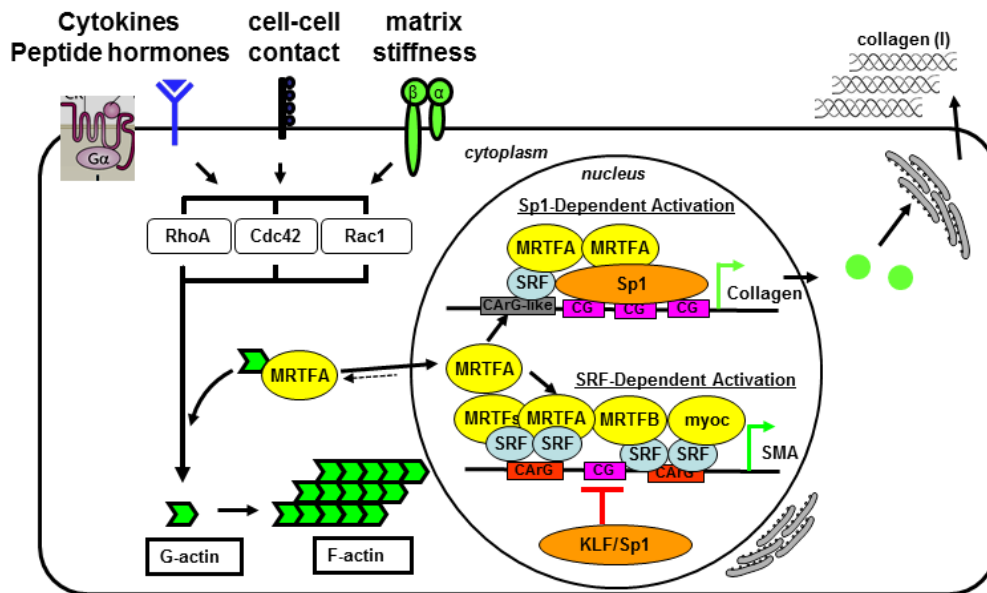 Cytokines
Peptide hormones
cell-cell
contact
matrix
stiffness
collagen (I)
β α
Gα
cytoplasm
nucleus
Sp1-Dependent Activation
RhoA Cdc42 Rac1
MRTFA MRTFA
SRF Sp1
Collagen
CArG-like CG CG CG
MRTFA
MRTFA
SRF-Dependent Activation
MRTFs MRTFA MRTFB myoc
SRF SRF SRF SRF
SMA
CArG CG CArG
KLF/Sp1
G-actin
F-actin